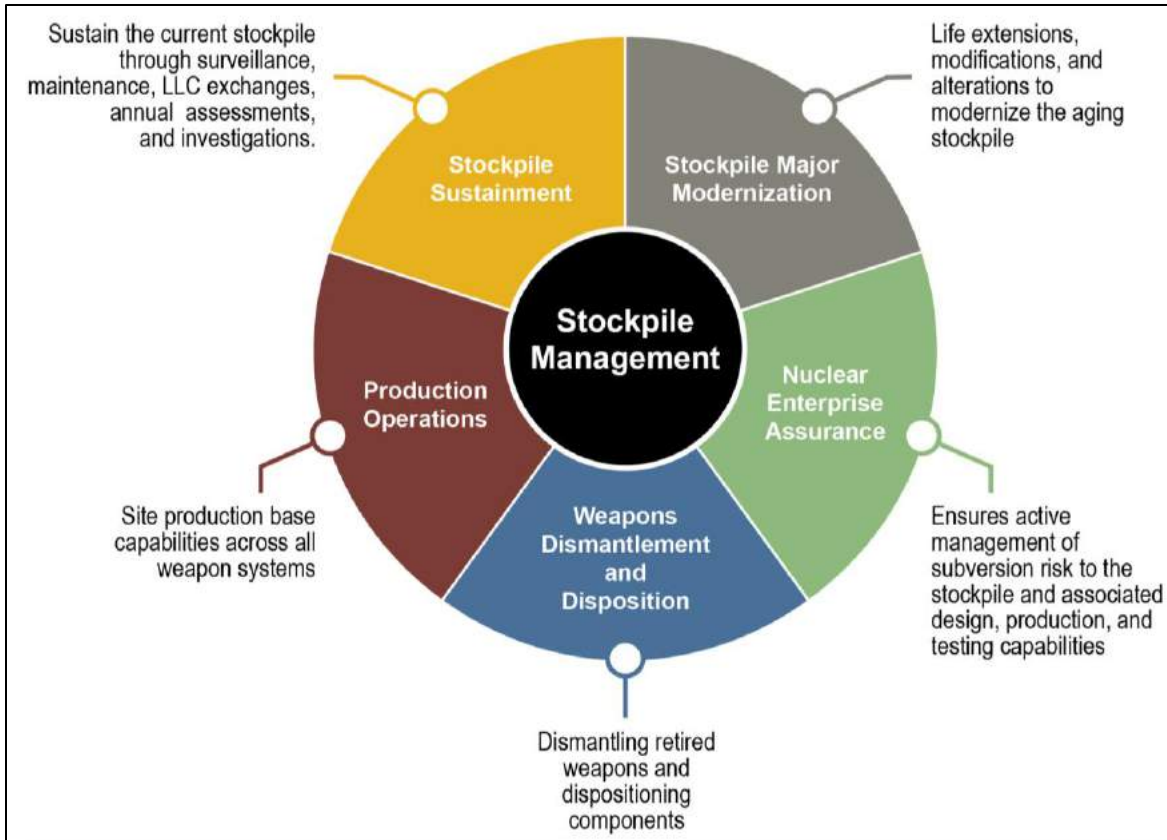 Sustain the current stockpile
through surveillance,
maintenance, LLC exchanges,
annual assessments,
and investigations.
Life extensions,
modifications, and
alterations to
modernize the aging
stockpile
Stockpile
Sustainment
Stockpile Major
Modernization
Stockpile
Management
Production
Operations
Nuclear
Enterprise
Assurance
Weapons
Dismantlement
and
Disposition
Site production base
capabilities across all
weapon systems
Ensures active
management of
subversion risk to the
stockpile and associated
design, production, and
testing capabilities
Dismantling retired
weapons and
dispositioning
components